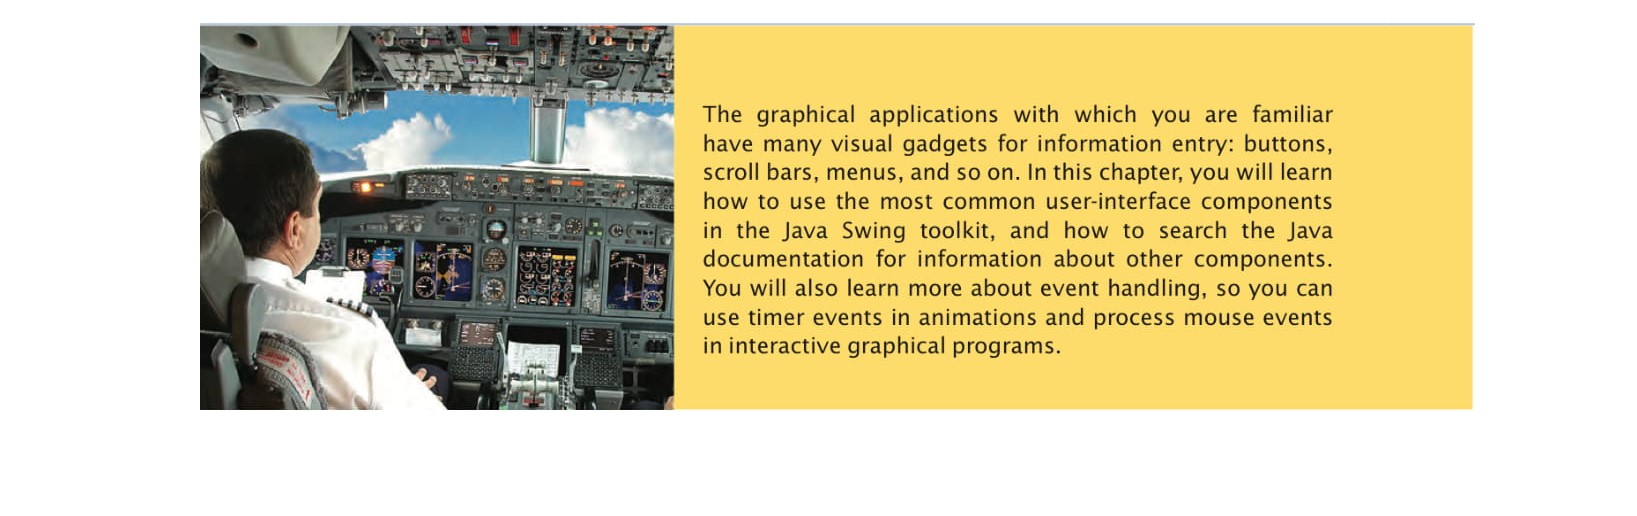 The graphical applications with which you are familiar
have many visual gadgets for information entry: buttons,
scroll bars, menus, and so on. In this chapter, you will learn
how to use the most common user-interface components
in the Java Swing toolkit, and how to search the Java
documentation for information about other components.
You will also learn more about event handling, so you can
use timer events in animations and process mouse events
in interactive graphical programs.